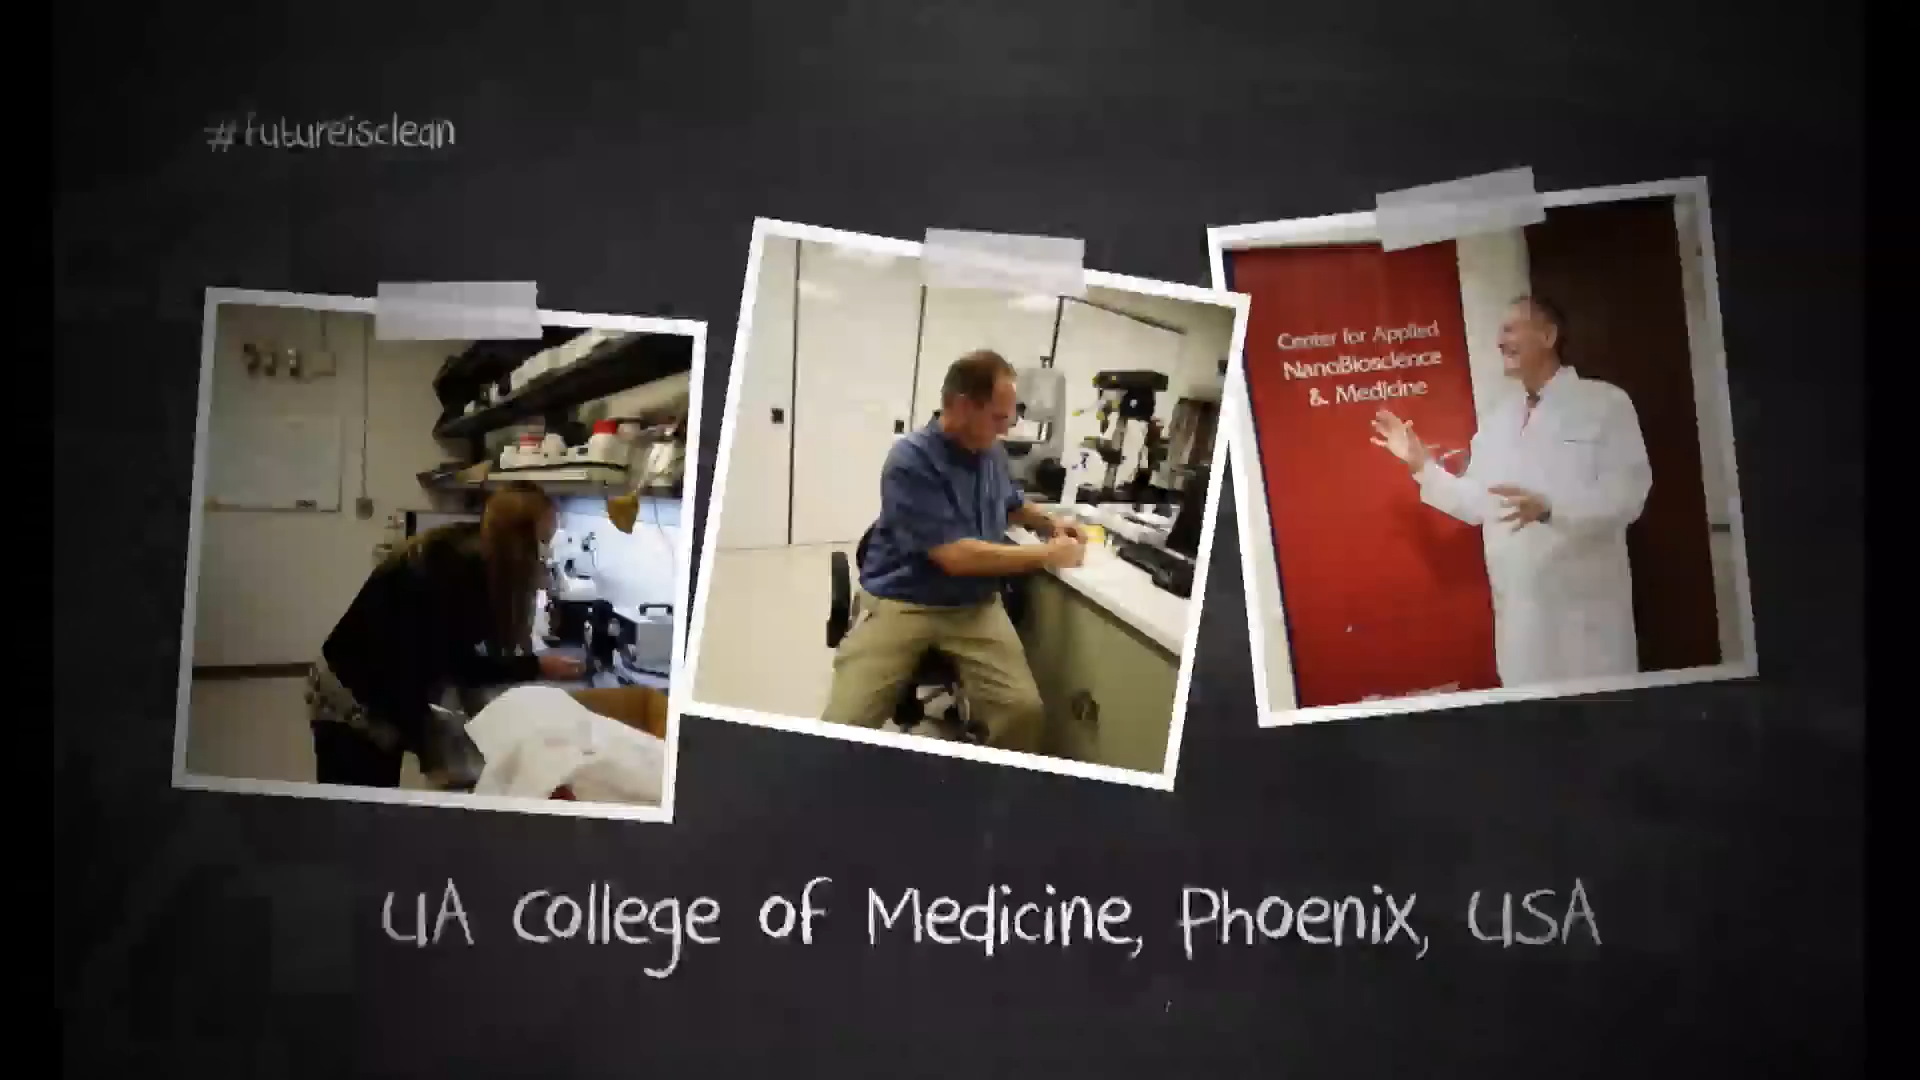 #futureisclean
Center for Applied
NanoBioscience
& Medicine
UA College of Medicine, Phoenix, USA